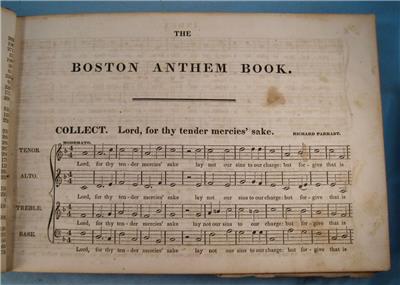 THE
BOSTON ANTHEM BOOK.
COLLECT. Lord, for thy tender mercies' sake. RICHARD FARRANT.
MODERATO.
TENOR.
Lord, for thy ten- der mercies' sake lay not our sins to our charge: but for- give that is
ALTO.
Lord, for thy ten- der mercies' sake lay not our sins to our charge: but for- give that is
TREBLE.
Lord, for thy ten- der mercies' sake lay not our sins to our charge: but for- give that is
BASE.
Lord, for thy ten- der mercies' sake lay not our sins to our charge: but for- give that is